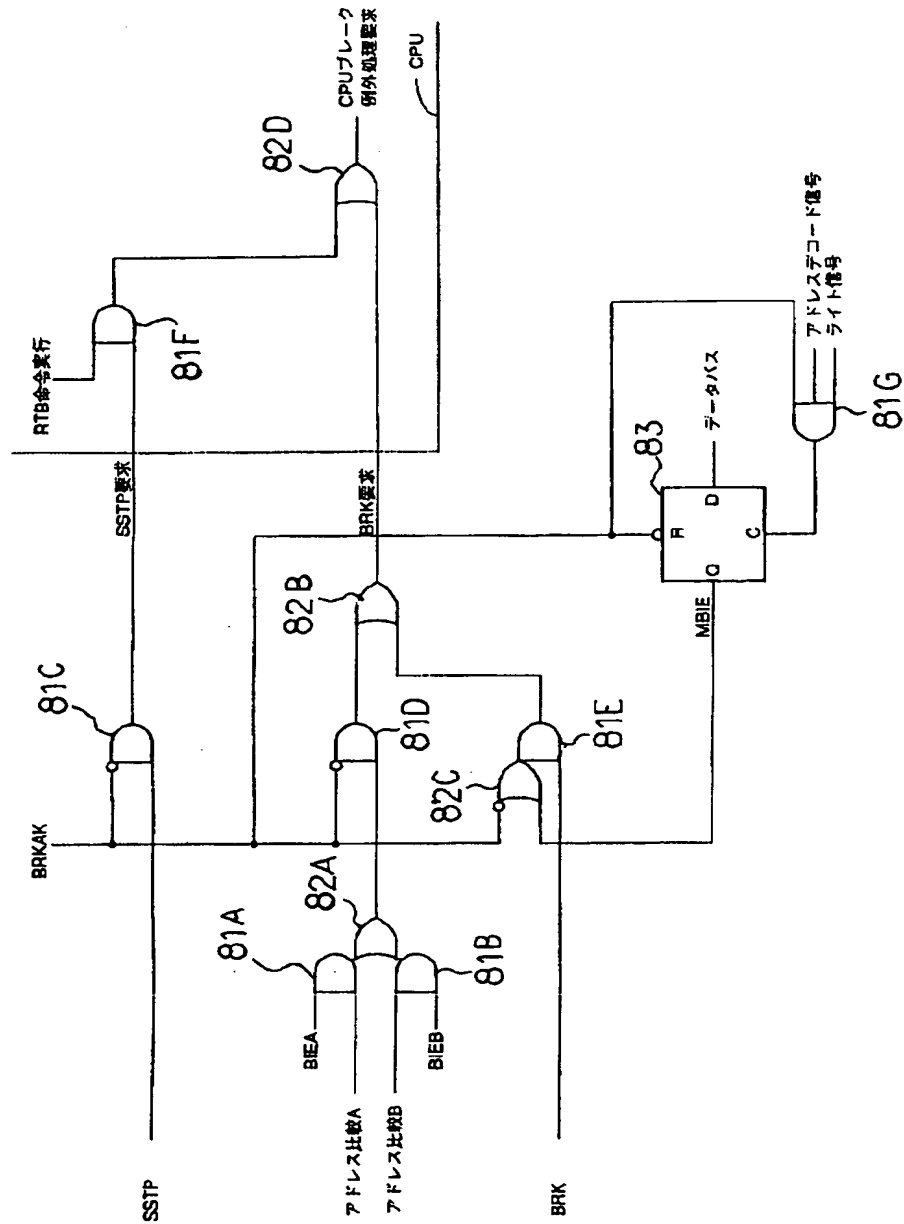 BRKAK
SSTP
81C
SSTP要求
RTB命令実行
81F
82D
CPUブレーク
例外処理要求
CPU
BIEA
アドレス比較A
アドレス比較B
BIEB
81A
82A
81B
81D
82B
BRK要求
82C
81E
BRK
MBIE
83
R
Q
D
C
データバス
アドレスデコード信号
ライト信号
81G